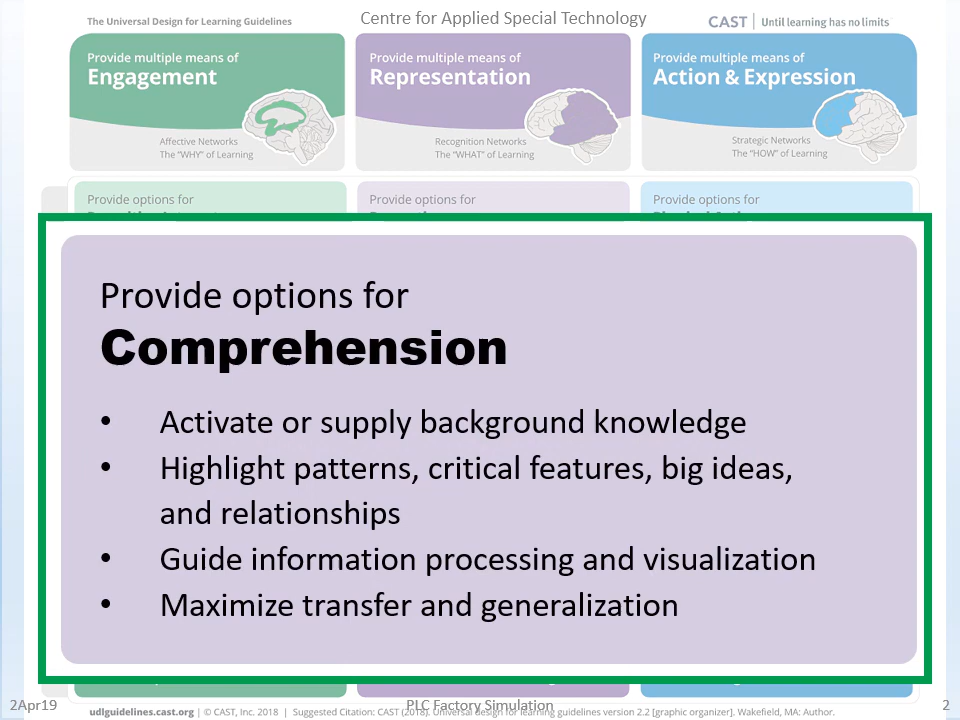 The Universal Design for Learning Guidelines
Centre for Applied Special Technology
CAST | Until learning has no limits
Provide multiple means of
Engagement
Affective Networks
The "WHY" of Learning
Provide multiple means of
Representation
Recognition Networks
The "WHAT" of Learning
Provide multiple means of
Action & Expression
Strategic Networks
The "HOW" of Learning
Provide options for
Provide options for
Provide options for
Provide options for
Comprehension
• Activate or supply background knowledge
• Highlight patterns, critical features, big ideas,
and relationships
• Guide information processing and visualization
• Maximize transfer and generalization
2Apr19
PLC Factory Simulation
2
udlguidelines.cast.org | © CAST, Inc. 2018 | Suggested Citation: CAST (2018). Universal design for learning guidelines version 2.2 [graphic organizer]. Wakefield, MA: Author.